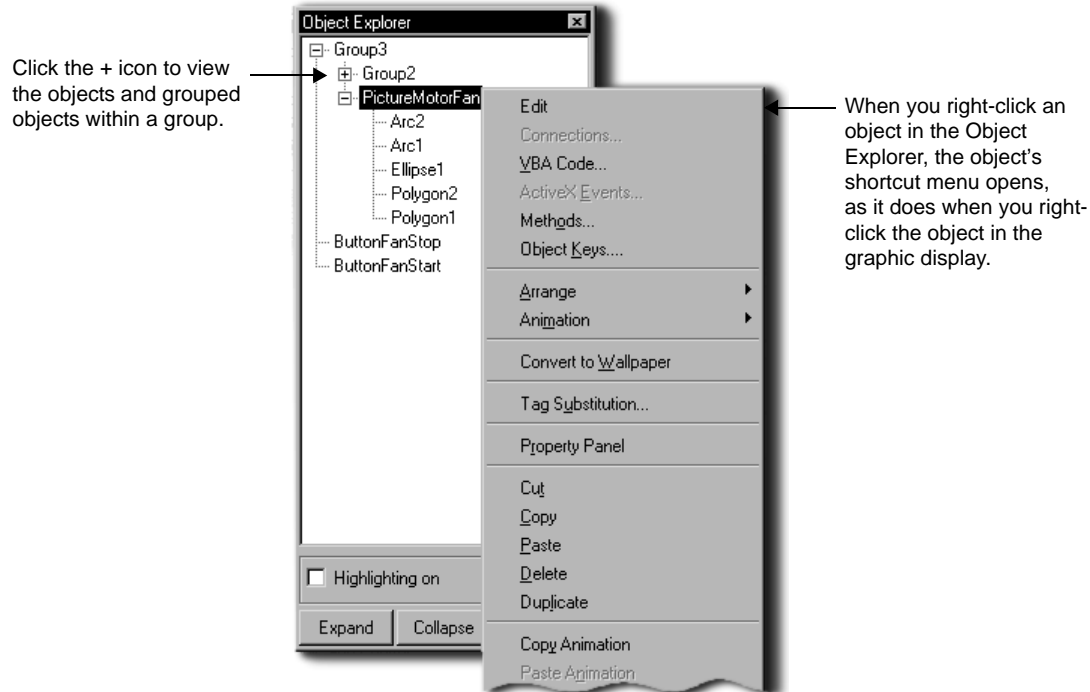 Object Explorer
Click the + icon to view
the objects and grouped
objects within a group.
Group3
Group2
PictureMotorFan
Arc2
Arc1
Ellipse1
Polygon2
Polygon1
ButtonFanStop
ButtonFanStart
Highlighting on
Expand
Collapse
Edit
Connections...
VBA Code...
ActiveX Events...
Methods...
Object Keys....
Arrange
Animation
Convert to Wallpaper
Tag Substitution...
Property Panel
Cut
Copy
Paste
Delete
Duplicate
Copy Animation
Paste Animation
When you right-click an
object in the Object
Explorer, the object's
shortcut menu opens,
as it does when you right-
click the object in the
graphic display.